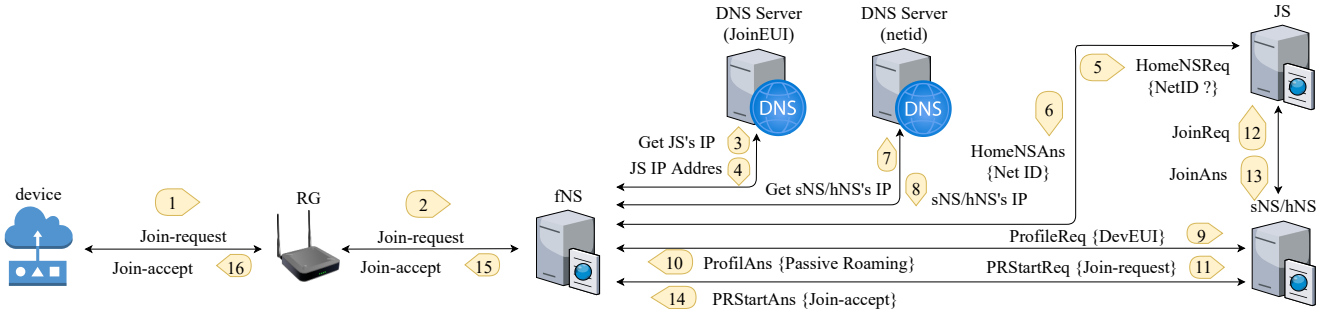 DNS Server
(JoinEUI)
DNS Server
(netid)
JS
DNS
DNS
5
HomeNSReq
{NetID ?}
6
HomeNSAns
{Net ID}
Get JS's IP
3
JS IP Addres
4
7
Get sNS/hNS's IP
8
sNS/hNS's IP
JoinReq
12
JoinAns
13
device
1
Join-request
Join-accept
16
RG
2
Join-request
Join-accept
15
fNS
sNS/hNS
ProfileReq {DevEUI}
9
10
ProfilAns {Passive Roaming}
PRStartReq {Join-request}
11
14
PRStartAns {Join-accept}